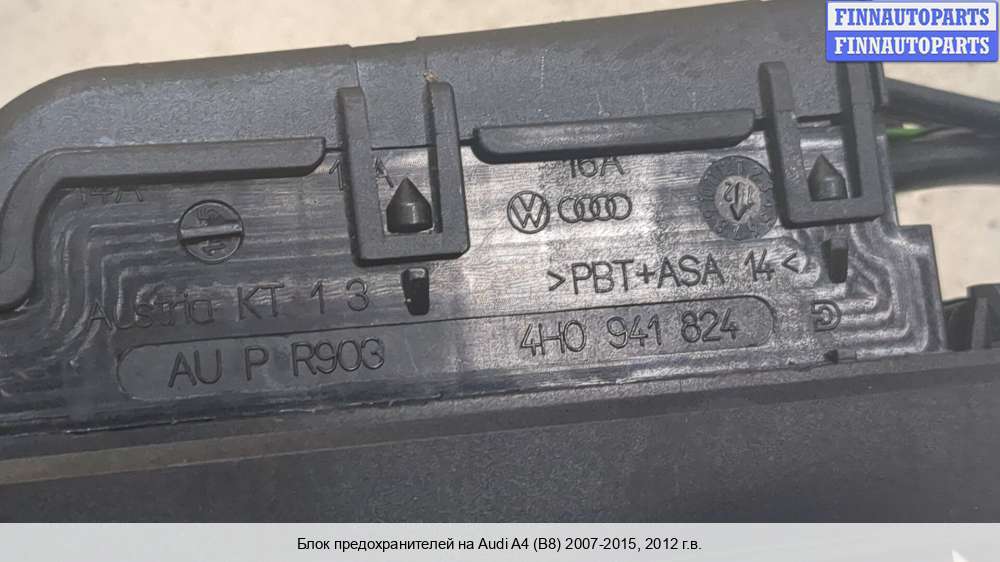 FINNAUTOPARTS
FINNAUTOPARTS
14A
16A
>PBT+ASA 14<
Austria KT 1 3
4H0 941 824 D
AU P R903
Блок предохранителей на Audi A4 (B8) 2007-2015, 2012 г.в.